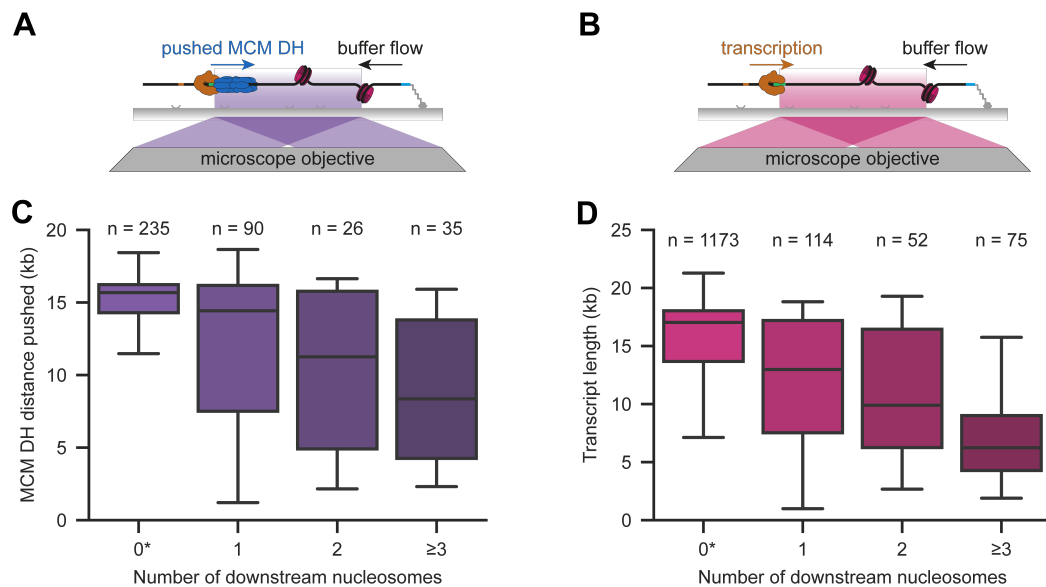 A
pushed MCM DH
buffer flow
microscope objective
B
transcription
buffer flow
microscope objective
C
n = 235
n = 90
n = 26
n = 35
MCM DH distance pushed (kb)
20
15
10
5
0
0*
1
2
≥3
Number of downstream nucleosomes
D
n = 1173
n = 114
n = 52
n = 75
Transcript length (kb)
25
20
15
10
5
0
0*
1
2
≥3
Number of downstream nucleosomes